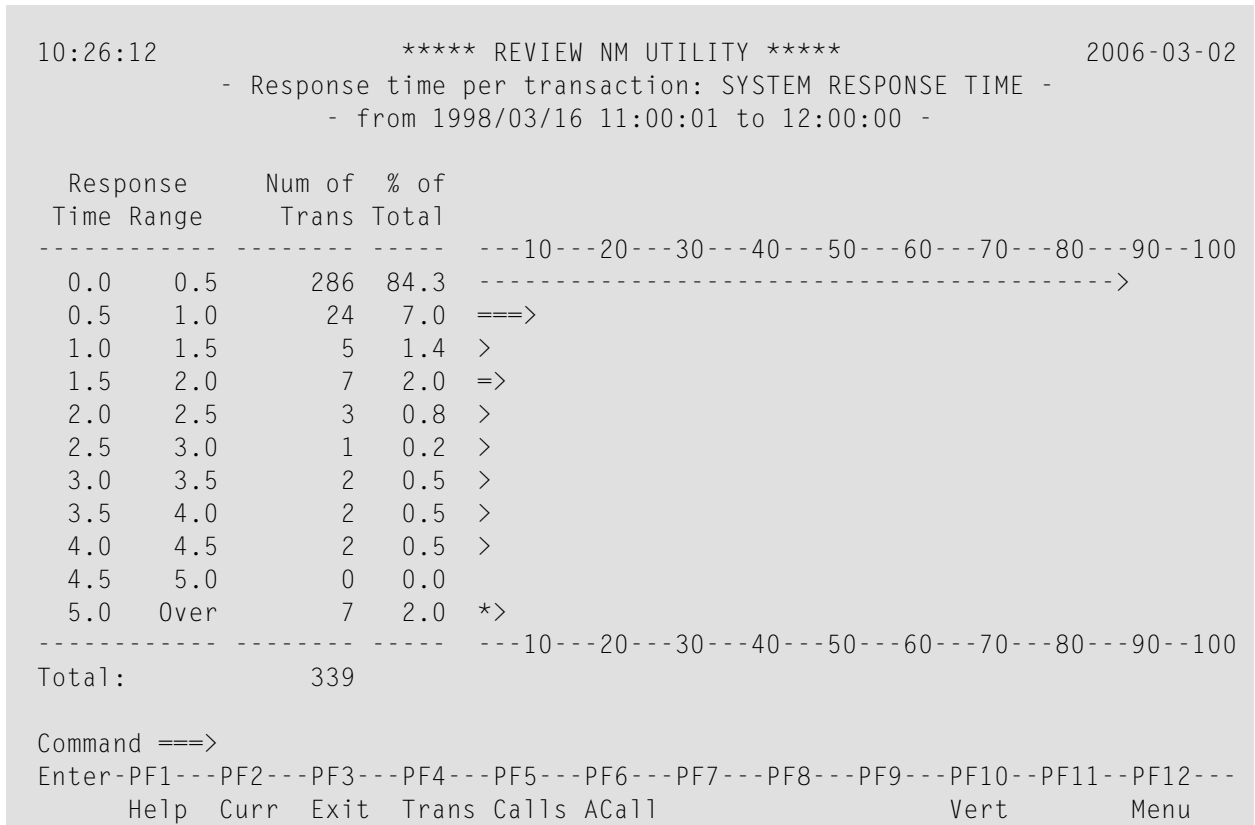 10:26:12                ***** REVIEW NM UTILITY *****                2006-03-02
            - Response time per transaction: SYSTEM RESPONSE TIME -
                   - from 1998/03/16 11:00:01 to 12:00:00 -
  Response     Num of  % of
 Time Range     Trans Total
------------ -------- -----  ---10---20---30---40---50---60---70---80---90--100
  0.0    0.5      286  84.3  ------------------------------------------>
  0.5    1.0       24   7.0  ===>
  1.0    1.5        5   1.4  >
  1.5    2.0        7   2.0  =>
  2.0    2.5        3   0.8  >
  2.5    3.0        1   0.2  >
  3.0    3.5        2   0.5  >
  3.5    4.0        2   0.5  >
  4.0    4.5        2   0.5  >
  4.5    5.0        0   0.0
  5.0   Over        7   2.0  *>
------------ -------- -----  ---10---20---30---40---50---60---70---80---90--100
Total:            339
Command ===>
Enter-PF1---PF2---PF3---PF4---PF5---PF6---PF7---PF8---PF9---PF10--PF11--PF12---
      Help  Curr  Exit  Trans Calls ACall                   Vert        Menu